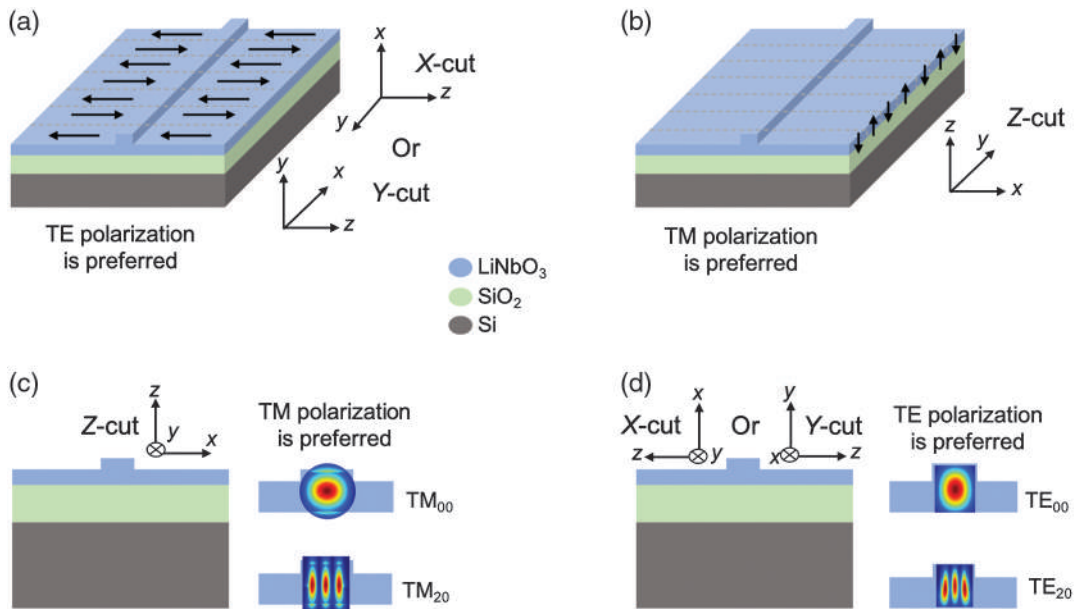 (a)
x
X-cut
z
y
Or
y
x
Y-cut
z
TE polarization
is preferred
(b)
Z-cut
z
y
x
TM polarization
is preferred
LiNbO₃
SiO₂
Si
(c)
z
Z-cut
y
x
TM polarization
is preferred
TM₀₀
TM₂₀
(d)
x
X-cut
z
y
Or
y
Y-cut
x
z
TE polarization
is preferred
TE₀₀
TE₂₀